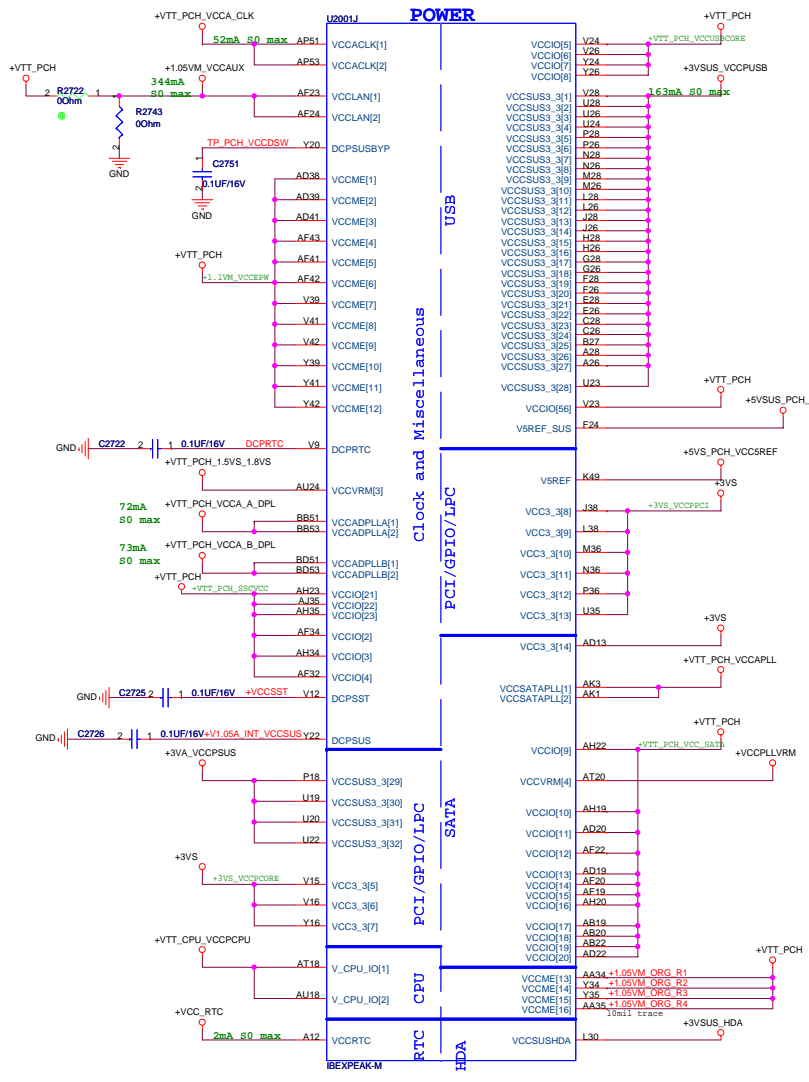 POWER
U2001J
+VTT_PCH_VCCA_CLK
52mA S0 max
AP51 VCCACLK[1]
AP53 VCCACLK[2]
+VTT_PCH
+1.05VM_VCCAUX
344mA
S0 max
2 R2722 1
0Ohm
@
R2743
0Ohm
2
GND
AF23 VCCLAN[1]
AF24 VCCLAN[2]
TP_PCH_VCCDSW
Y20 DCPSUSBYP
1
C2751
0.1UF/16V
2
GND
AD38 VCCME[1]
AD39 VCCME[2]
AD41 VCCME[3]
AF43 VCCME[4]
AF41 VCCME[5]
+VTT_PCH
+1.1VM_VCCEPW
AF42 VCCME[6]
V39 VCCME[7]
V41 VCCME[8]
V42 VCCME[9]
Y39 VCCME[10]
Y41 VCCME[11]
Y42 VCCME[12]
GND C2722 2 1 0.1UF/16V DCPRTC V9 DCPRTC
+VTT_PCH_1.5VS_1.8VS
AU24 VCCVRM[3]
72mA
S0 max
+VTT_PCH_VCCA_A_DPL
BB51 VCCADPLLA[1]
BB53 VCCADPLLA[2]
73mA
S0 max
+VTT_PCH_VCCA_B_DPL
BD51 VCCADPLLB[1]
BD53 VCCADPLLB[2]
+VTT_PCH
+VTT_PCH_SSCVCC
AH23 VCCIO[21]
AJ35 VCCIO[22]
AH35 VCCIO[23]
AF34 VCCIO[2]
AH34 VCCIO[3]
AF32 VCCIO[4]
GND C2725 2 1 0.1UF/16V +VCCSST V12 DCPSST
GND C2726 2 1 0.1UF/16V +V1.05A_INT_VCCSUS Y22 DCPSUS
+3VA_VCCPSUS
P18 VCCSUS3_3[29]
U19 VCCSUS3_3[30]
U20 VCCSUS3_3[31]
U22 VCCSUS3_3[32]
+3VS
+3VS_VCCPCORE
V15 VCC3_3[5]
V16 VCC3_3[6]
Y16 VCC3_3[7]
+VTT_CPU_VCCPCPU
AT18 V_CPU_IO[1]
AU18 V_CPU_IO[2]
+VCC_RTC
2mA S0 max
A12 VCCRTC
IBEXPEAK-M
Clock and Miscellaneous
PCI/GPIO/LPC
CPU
RTC
USB
PCI/GPIO/LPC
SATA
HDA
+VTT_PCH
+VTT_PCH_VCCUSBCORE
VCCIO[5] V24
VCCIO[6] V26
VCCIO[7] Y24
VCCIO[8] Y26
+3VSUS_VCCPUSB
163mA S0 max
VCCSUS3_3[1] V28
VCCSUS3_3[2] U28
VCCSUS3_3[3] U26
VCCSUS3_3[4] U24
VCCSUS3_3[5] P28
VCCSUS3_3[6] P26
VCCSUS3_3[7] N28
VCCSUS3_3[8] N26
VCCSUS3_3[9] M28
VCCSUS3_3[10] M26
VCCSUS3_3[11] L28
VCCSUS3_3[12] L26
VCCSUS3_3[13] J28
VCCSUS3_3[14] J26
VCCSUS3_3[15] H28
VCCSUS3_3[16] H26
VCCSUS3_3[17] G28
VCCSUS3_3[18] G26
VCCSUS3_3[19] F28
VCCSUS3_3[20] F26
VCCSUS3_3[21] E28
VCCSUS3_3[22] E26
VCCSUS3_3[23] C28
VCCSUS3_3[24] C26
VCCSUS3_3[25] B27
VCCSUS3_3[26] A28
VCCSUS3_3[27] A26
VCCSUS3_3[28] U23
+VTT_PCH
VCCIO[56] V23
+5VSUS_PCH_
V5REF_SUS F24
+5VS_PCH_VCC5REF
V5REF K49
+3VS
+3VS_VCCPPCI
VCC3_3[8] J38
VCC3_3[9] L38
VCC3_3[10] M36
VCC3_3[11] N36
VCC3_3[12] P36
VCC3_3[13] U35
+3VS
VCC3_3[14] AD13
+VTT_PCH_VCCAPLL
VCCSATAPLL[1] AK3
VCCSATAPLL[2] AK1
+VTT_PCH
+VTT_PCH_VCC_SATA
VCCIO[9] AH22
+VCCPLLVRM
VCCVRM[4] AT20
VCCIO[10] AH19
VCCIO[11] AD20
VCCIO[12] AF22
VCCIO[13] AD19
VCCIO[14] AF20
VCCIO[15] AF19
VCCIO[16] AH20
VCCIO[17] AB19
VCCIO[18] AB20
VCCIO[19] AB22
VCCIO[20] AD22
+VTT_PCH
VCCME[13] AA34 +1.05VM_ORG_R1
VCCME[14] Y34 +1.05VM_ORG_R2
VCCME[15] Y35 +1.05VM_ORG_R3
VCCME[16] AA35 +1.05VM_ORG_R4
10mil trace
+3VSUS_HDA
VCCSUSHDA L30